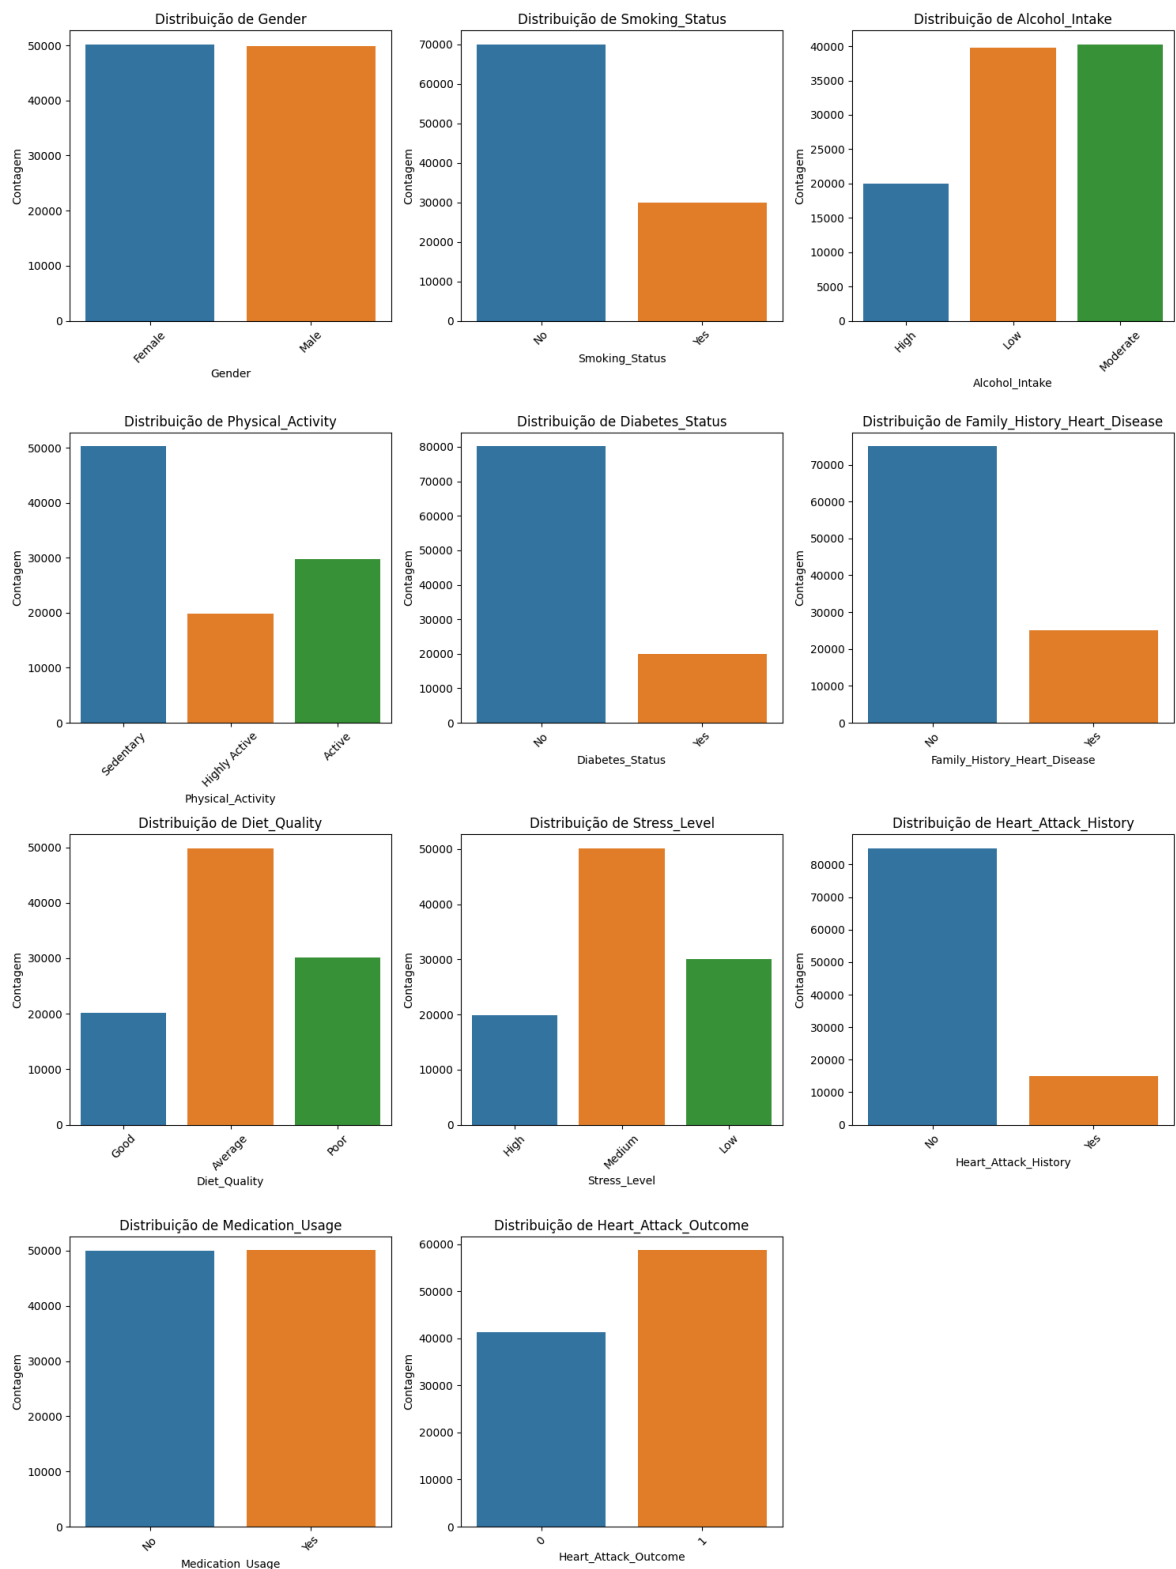 Distribuição de Gender
50000
40000
30000
20000
10000
0
Contagem
Female
Male
Gender
Distribuição de Smoking_Status
70000
60000
50000
40000
30000
20000
10000
0
Contagem
No
Yes
Smoking_Status
Distribuição de Alcohol_Intake
40000
35000
30000
25000
20000
15000
10000
5000
0
Contagem
High
Low
Moderate
Alcohol_Intake
Distribuição de Physical_Activity
50000
40000
30000
20000
10000
0
Contagem
Sedentary
Highly Active
Active
Physical_Activity
Distribuição de Diabetes_Status
80000
70000
60000
50000
40000
30000
20000
10000
0
Contagem
No
Yes
Diabetes_Status
Distribuição de Family_History_Heart_Disease
70000
60000
50000
40000
30000
20000
10000
0
Contagem
No
Yes
Family_History_Heart_Disease
Distribuição de Diet_Quality
50000
40000
30000
20000
10000
0
Contagem
Good
Average
Poor
Diet_Quality
Distribuição de Stress_Level
50000
40000
30000
20000
10000
0
Contagem
High
Medium
Low
Stress_Level
Distribuição de Heart_Attack_History
80000
70000
60000
50000
40000
30000
20000
10000
0
Contagem
No
Yes
Heart_Attack_History
Distribuição de Medication_Usage
50000
40000
30000
20000
10000
0
Contagem
No
Yes
Medication_Usage
Distribuição de Heart_Attack_Outcome
60000
50000
40000
30000
20000
10000
0
Contagem
0
1
Heart_Attack_Outcome